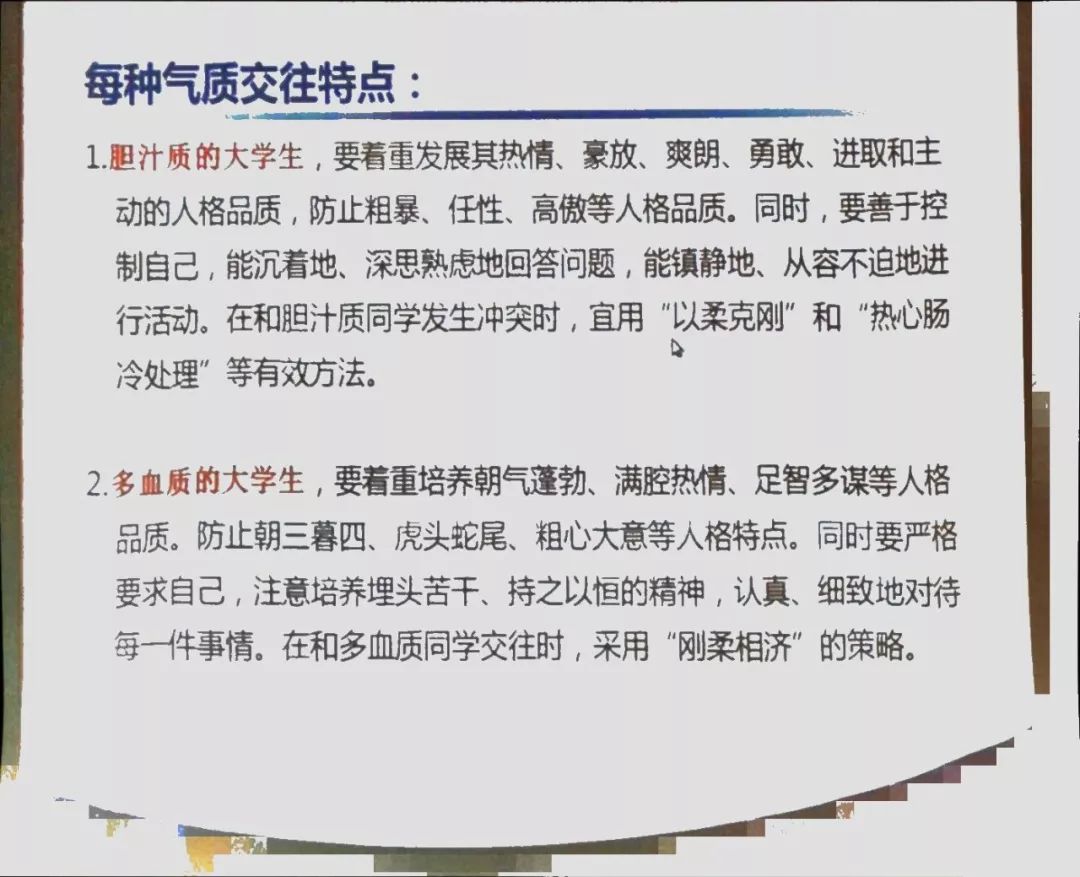 每种气质交往特点：
1.胆汁质的大学生，要着重发展其热情、豪放、爽朗、勇敢、进取和主
动的人格品质，防止粗暴、任性、高傲等人格品质。同时，要善于控
制自己，能沉着地、深思熟虑地回答问题，能镇静地、从容不迫地进
行活动。在和胆汁质同学发生冲突时，宜用“以柔克刚”和“热心肠
冷处理”等有效方法。
2.多血质的大学生，要着重培养朝气蓬勃、满腔热情、足智多谋等人格
品质。防止朝三暮四、虎头蛇尾、粗心大意等人格特点。同时要严格
要求自己，注意培养埋头苦干、持之以恒的精神，认真、细致地对待
每一件事情。在和多血质同学交往时，采用“刚柔相济”的策略。